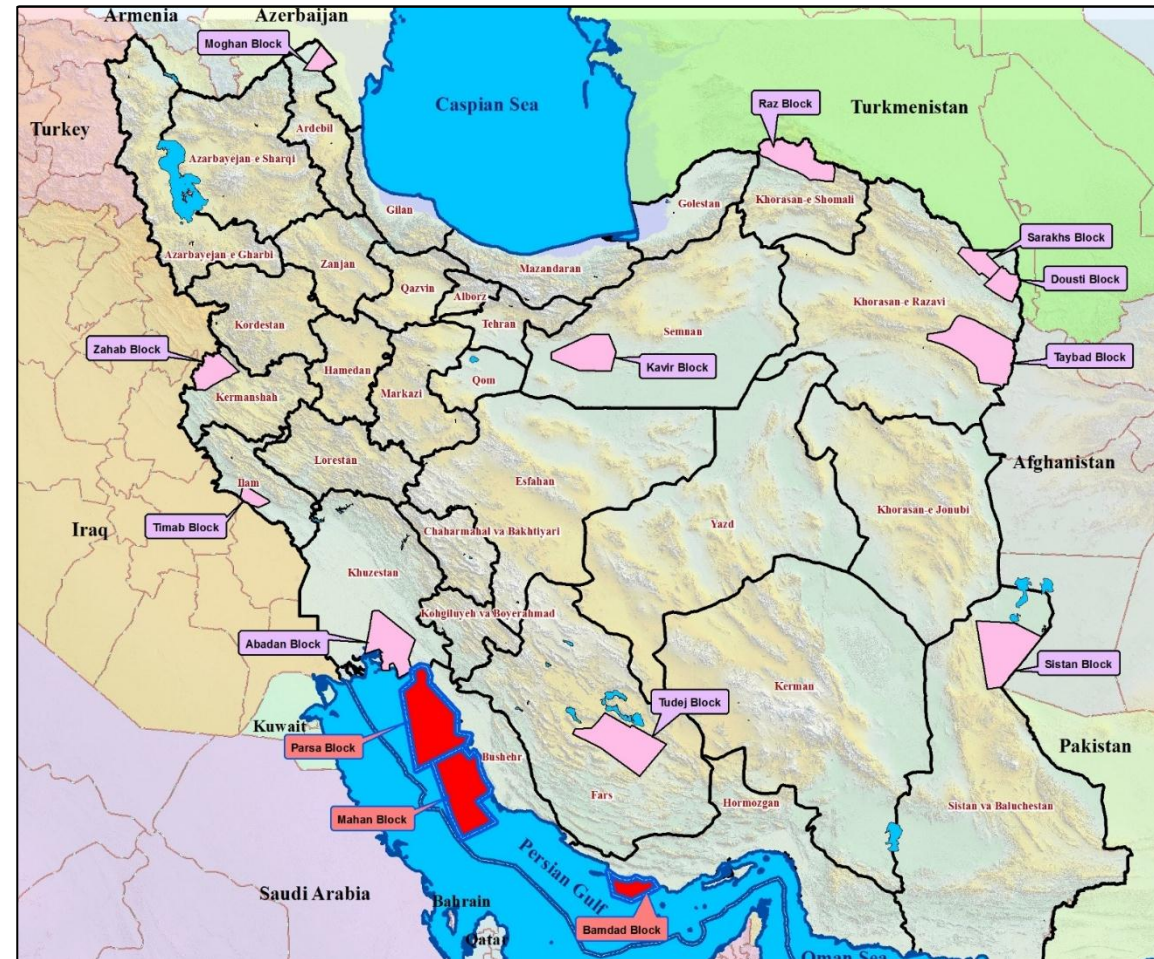 Armenia
Azerbaijan
Moghan Block
Caspian Sea
Raz Block
Turkmenistan
Turkey
Ardebil
Azarbayejan-e Sharqi
Khorasan-e Shomali
Golestan
Gilan
Sarakhs Block
Azarbayejan-e Gharbi
Zanjan
Mazandaran
Dousti Block
Qazvin
Alborz
Khorasan-e Razavi
Kordestan
Tehran
Semnan
Zahab Block
Taybad Block
Hamedan
Kavir Block
Qom
Kermanshah
Markazi
Lorestan
Afghanistan
Ilam
Esfahan
Khorasan-e Jonubi
Timab Block
Iraq
Chaharmahal va Bakhtiyari
Yazd
Khuzestan
Kohgiluyeh va Boyerahmad
Abadan Block
Sistan Block
Kerman
Tudej Block
Kuwait
Parsa Block
Bushehr
Pakistan
Fars
Hormozgan
Sistan va Baluchestan
Mahan Block
Persian Gulf
Saudi Arabia
Bahrain
Bamdad Block
Qatar
Oman Sea